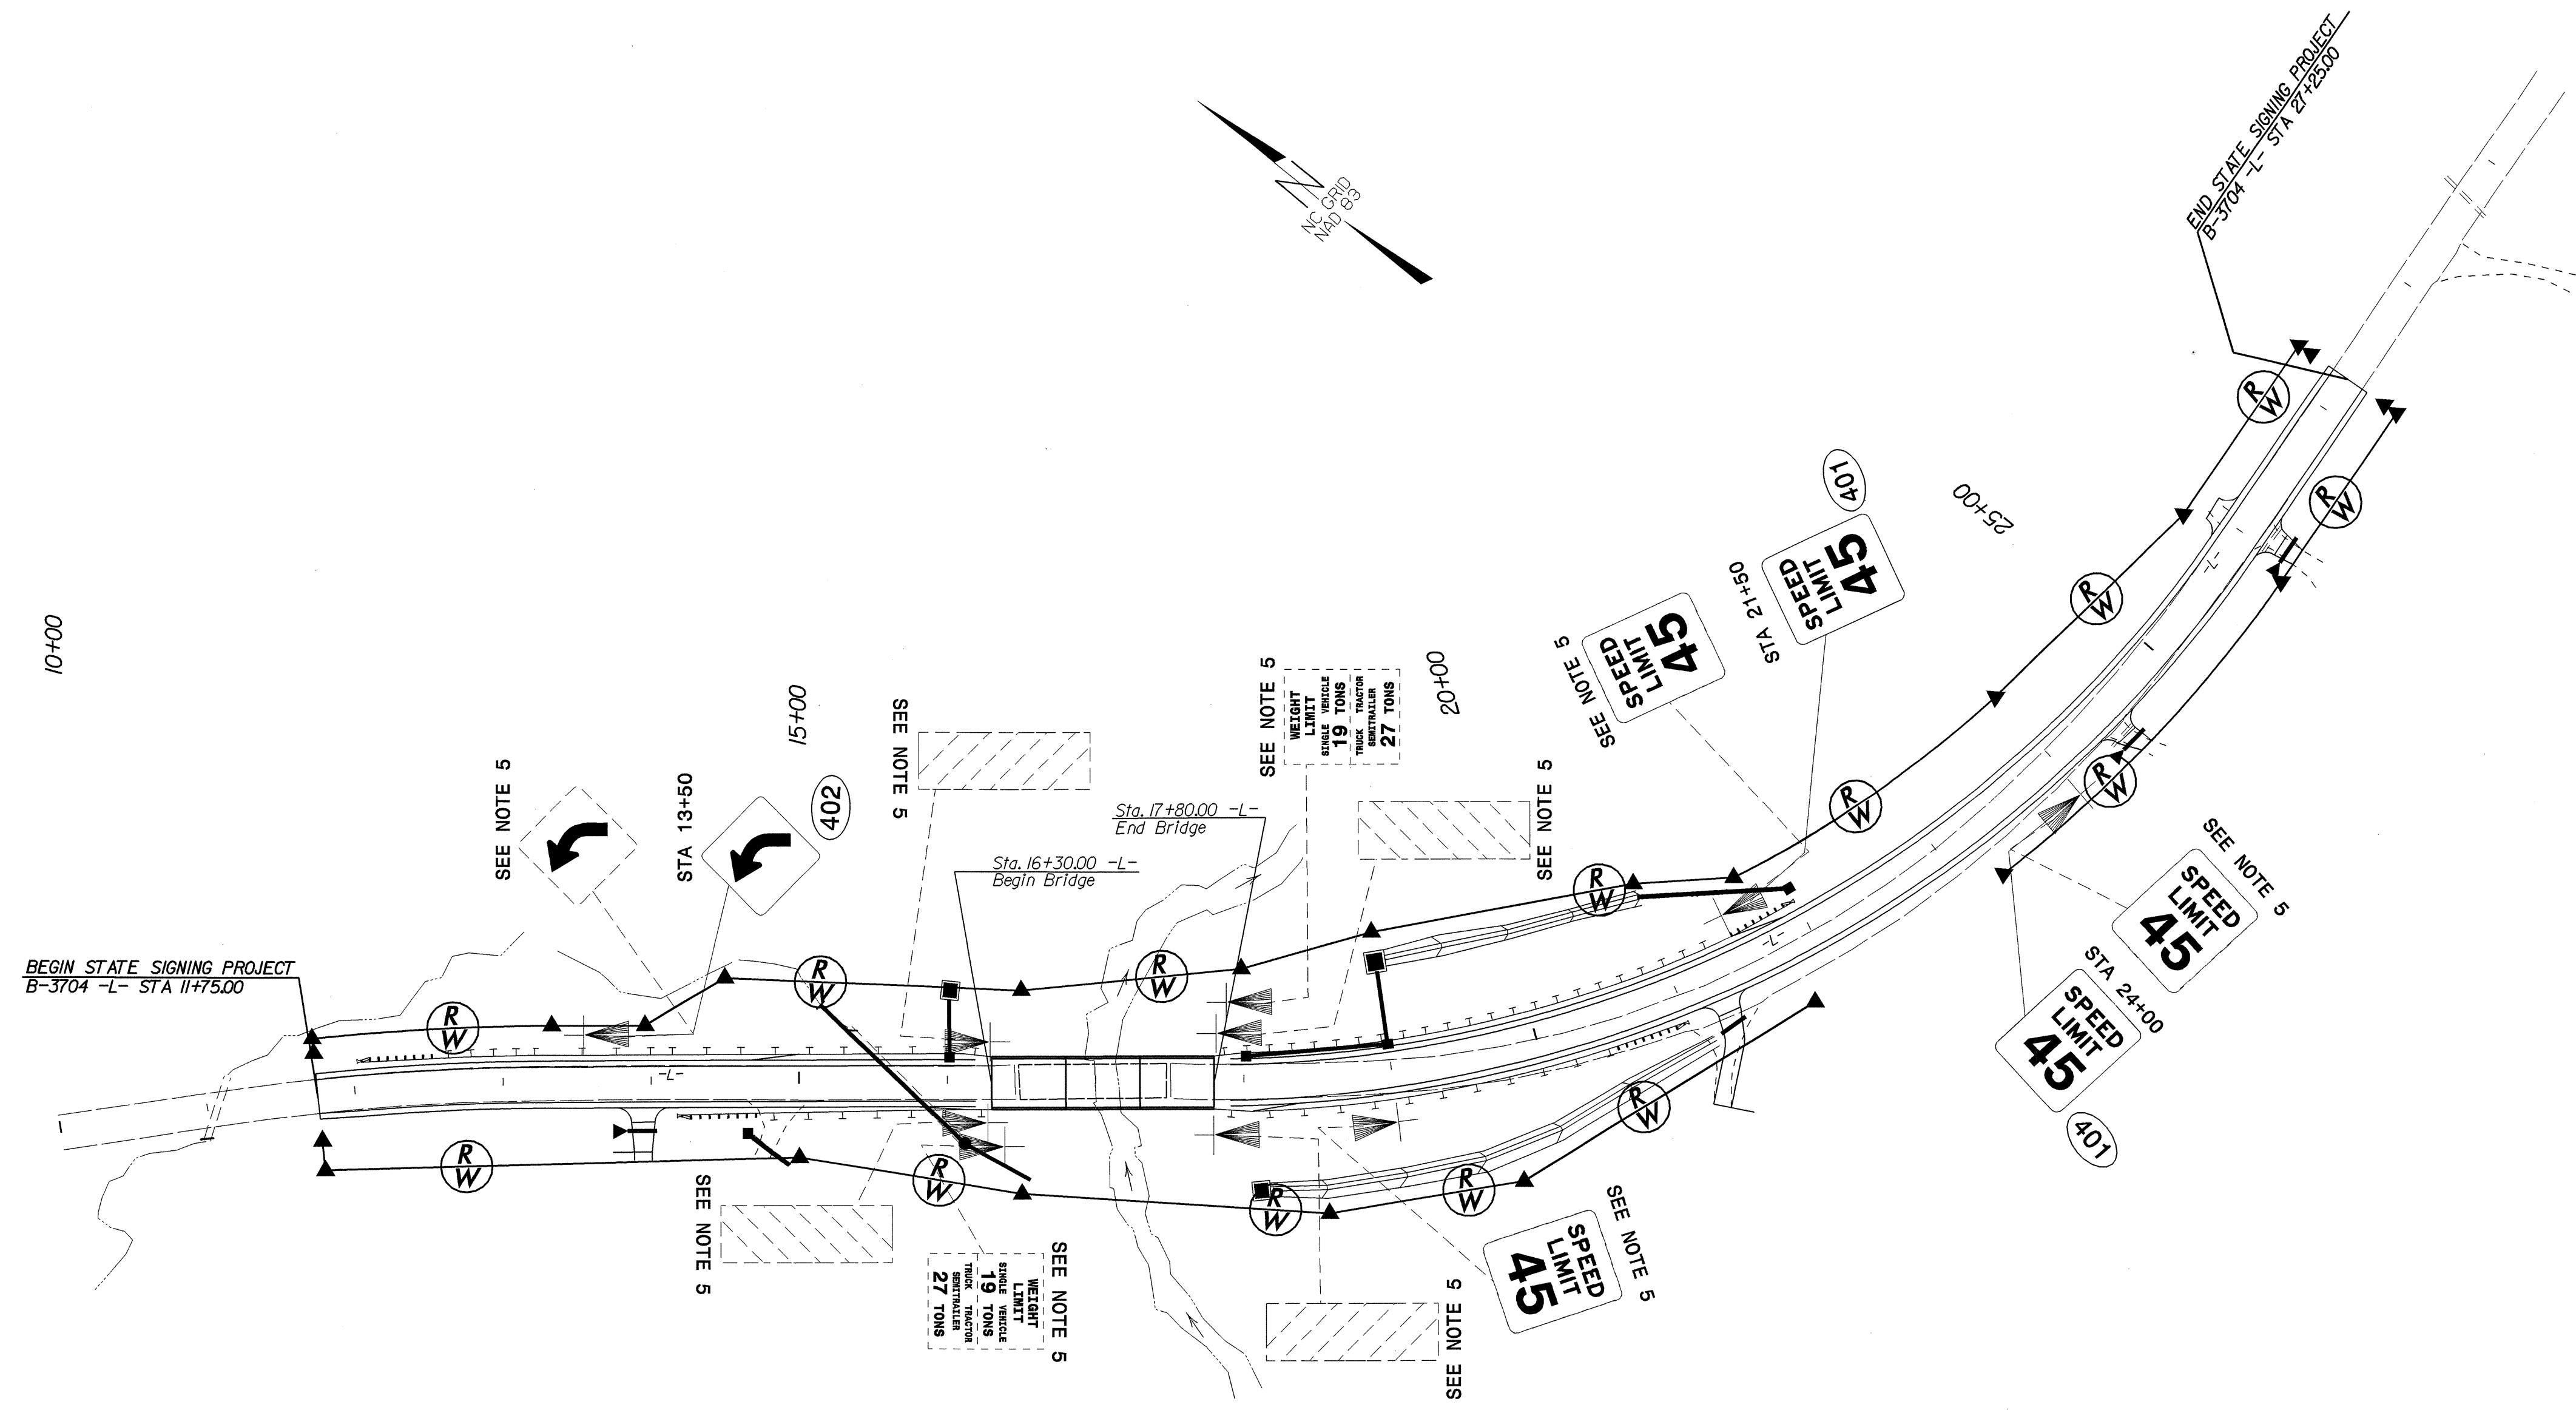 END STATE SIGNING PROJECT
B-3704 -L- STA 27+25.00
N
NC GRID
NAD 83
401
25+00
SPEED
LIMIT
45
STA 21+50
SPEED
LIMIT
45
SEE NOTE 5
10+00
15+00
20+00
SEE NOTE 5
WEIGHT
LIMIT
SINGLE VEHICLE
19 TONS
TRUCK TRACTOR
SEMITRAILER
27 TONS
SEE NOTE 5
SEE NOTE 5
SEE NOTE 5
STA 13+50
402
Sta. 17+80.00 -L-
End Bridge
Sta. 16+30.00 -L-
Begin Bridge
BEGIN STATE SIGNING PROJECT
B-3704 -L- STA 11+75.00
R
W
R
W
R
W
R
W
R
W
R
W
R
W
R
W
R
W
R
W
R
W
R
W
R
W
R
W
-L-
-L-
-L-
SEE NOTE 5
SPEED
LIMIT
45
STA 24+00
SPEED
LIMIT
45
401
SEE NOTE 5
SEE NOTE 5
WEIGHT
LIMIT
SINGLE VEHICLE
19 TONS
TRUCK TRACTOR
SEMITRAILER
27 TONS
SEE NOTE 5
SPEED
LIMIT
45
SEE NOTE 5